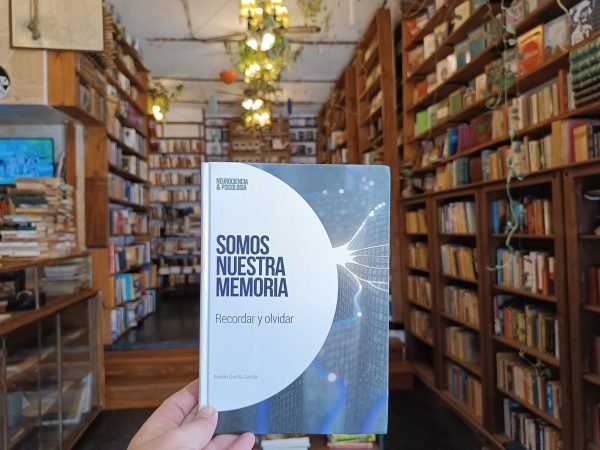 NEUROCIENCIA
& PSICOLOGÍA
SOMOS
NUESTRA
MEMORIA
Recordar y olvidar
Emilio García García